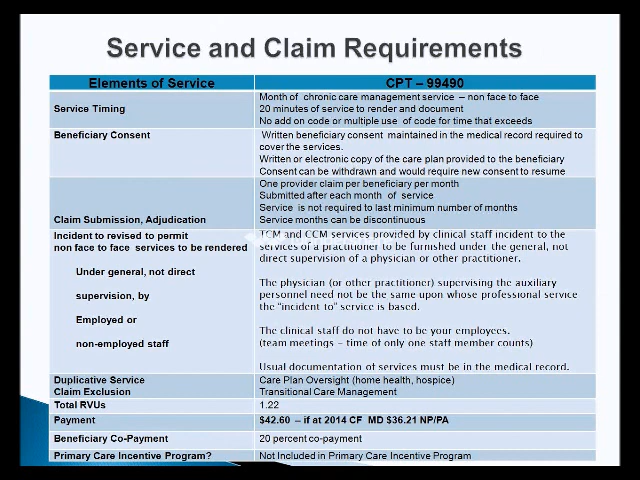 Service and Claim Requirements
Elements of Service CPT – 99490
Service Timing
Month of chronic care management service – non face to face
20 minutes of service to render and document
No add on code or multiple use of code for time that exceeds
Beneficiary Consent
Written beneficiary consent maintained in the medical record required to
cover the services.
Written or electronic copy of the care plan provided to the beneficiary
Consent can be withdrawn and would require new consent to resume
Claim Submission, Adjudication
One provider claim per beneficiary per month
Submitted after each month of service
Service is not required to last minimum number of months
Service months can be discontinuous
Incident to revised to permit
non face to face services to be rendered
Under general, not direct
supervision, by
Employed or
non-employed staff
TCM and CCM services provided by clinical staff incident to the
services of a practitioner to be furnished under the general, not
direct supervision of a physician or other practitioner.
The physician (or other practitioner) supervising the auxiliary
personnel need not be the same upon whose professional service
the "incident to" service is based.
The clinical staff do not have to be your employees.
(team meetings – time of only one staff member counts)
Usual documentation of services must be in the medical record.
Duplicative Service
Claim Exclusion
Care Plan Oversight (home health, hospice)
Transitional Care Management
Total RVUs 1.22
Payment $42.60 – if at 2014 CF MD $36.21 NP/PA
Beneficiary Co-Payment 20 percent co-payment
Primary Care Incentive Program? Not Included in Primary Care Incentive Program